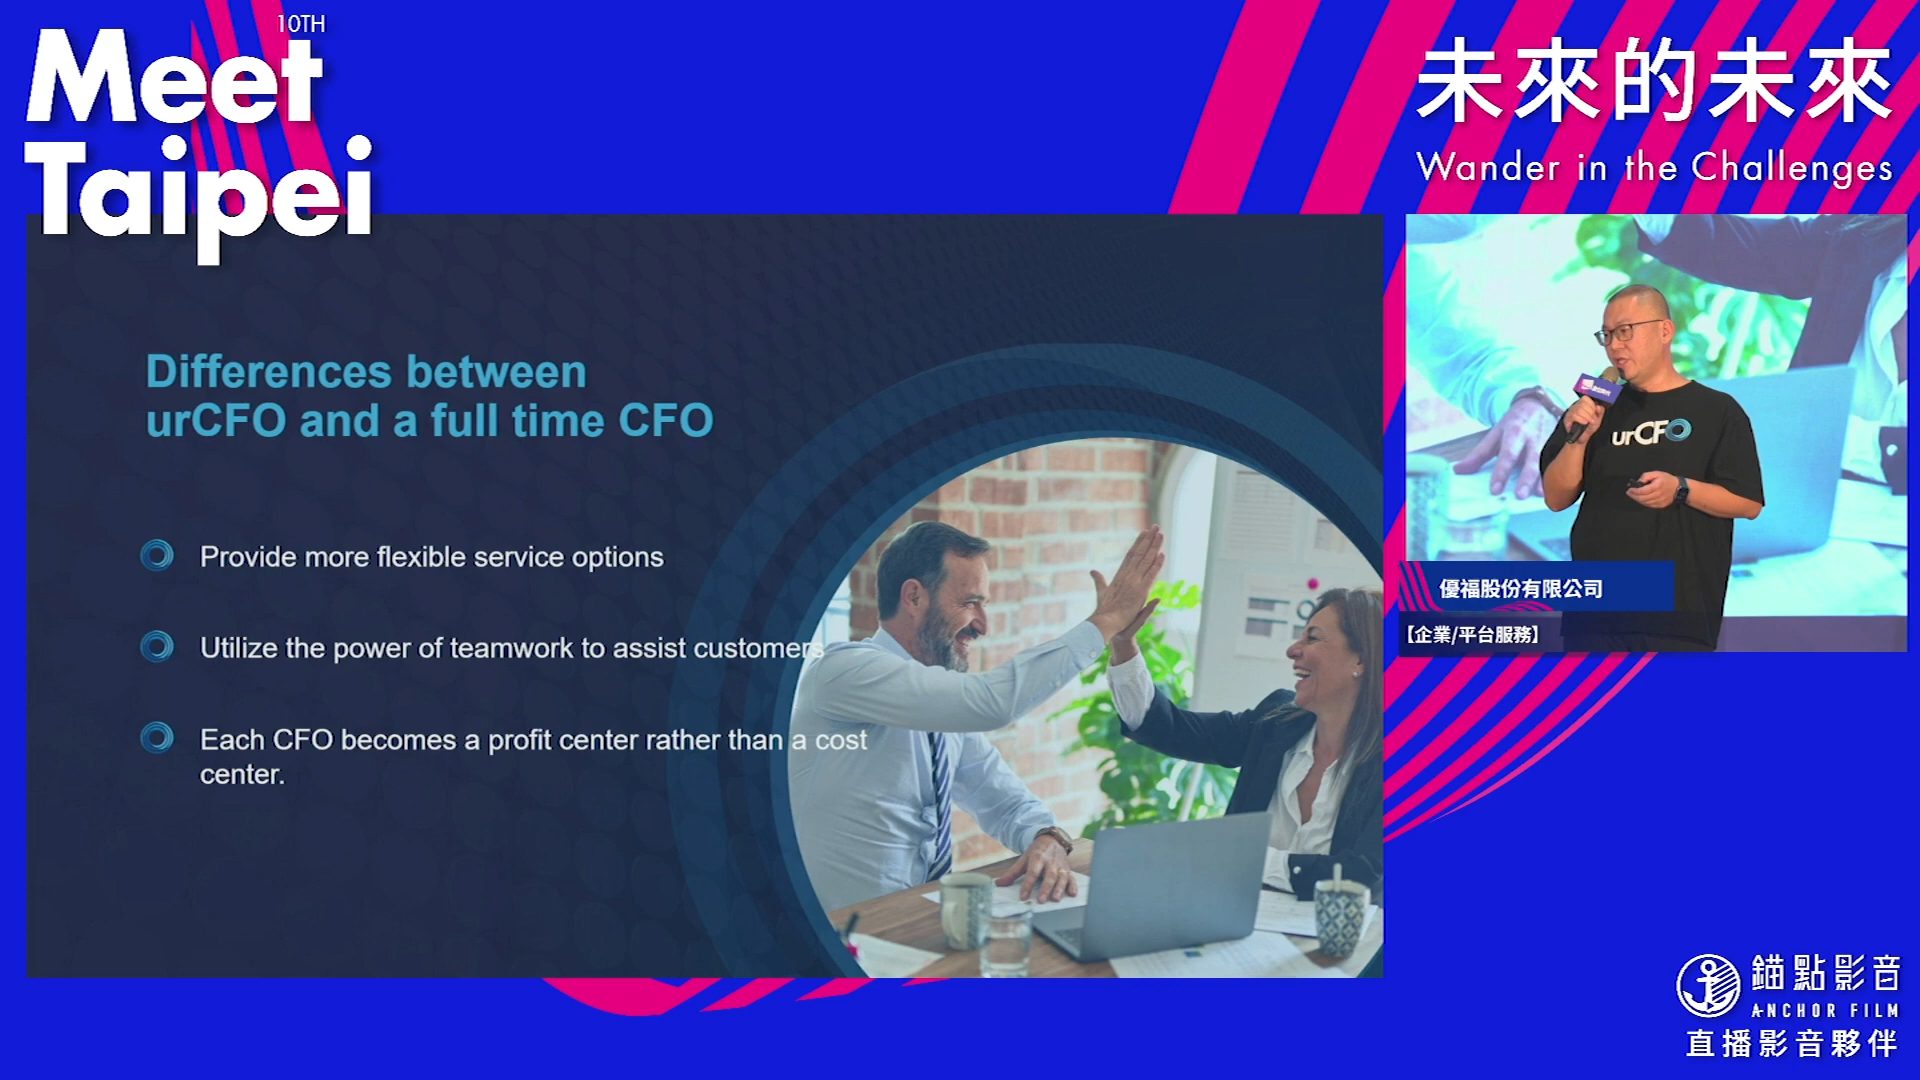 10TH
Meet
Taipei
未來的未來
Wander in the Challenges
Differences between
urCFO and a full time CFO
Provide more flexible service options
Utilize the power of teamwork to assist customers
Each CFO becomes a profit center rather than a cost
center.
urCFO
優福股份有限公司
【企業/平台服務】
錨點影音
ANCHOR FILM
直播影音夥伴